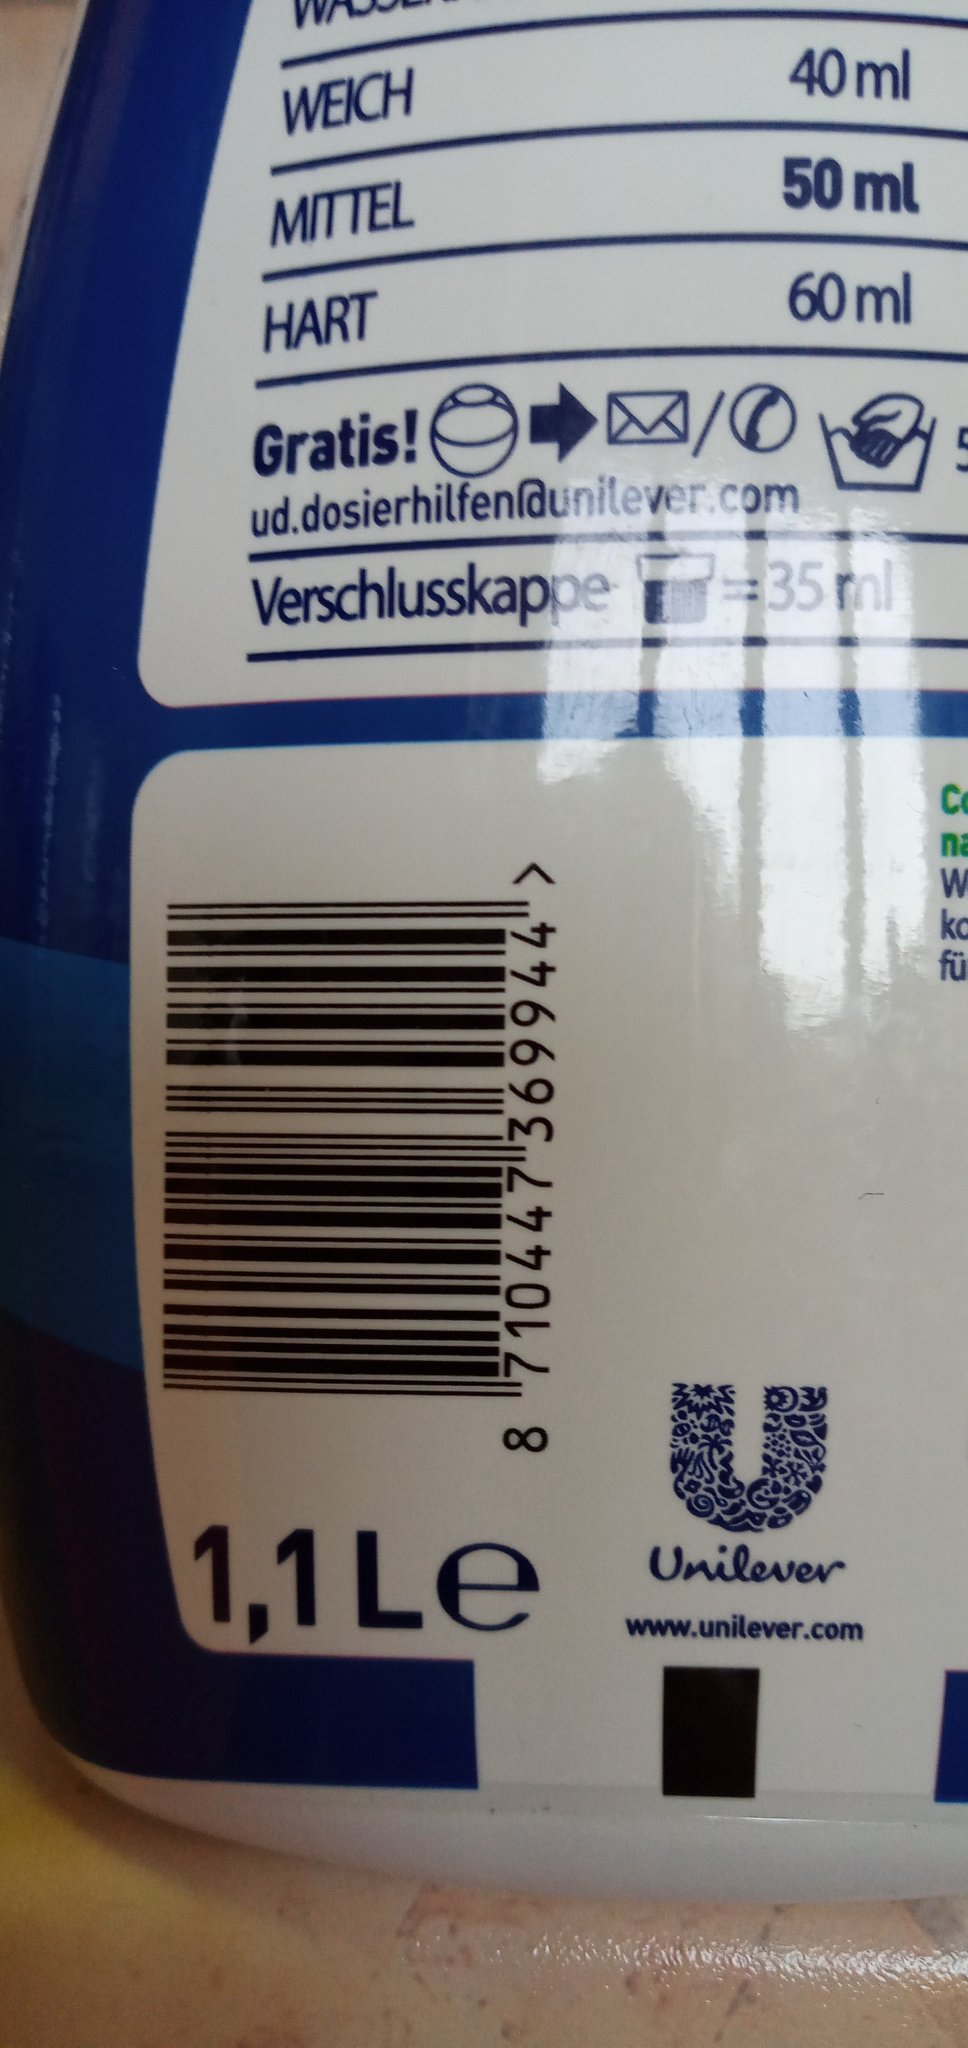 WEICH 40 ml
MITTEL 50 ml
HART 60 ml
Gratis! /
ud.dosierhilfen@unilever.com
Verschlusskappe = 35 ml
8 710447 369944 >
1,1 L e
Unilever
www.unilever.com